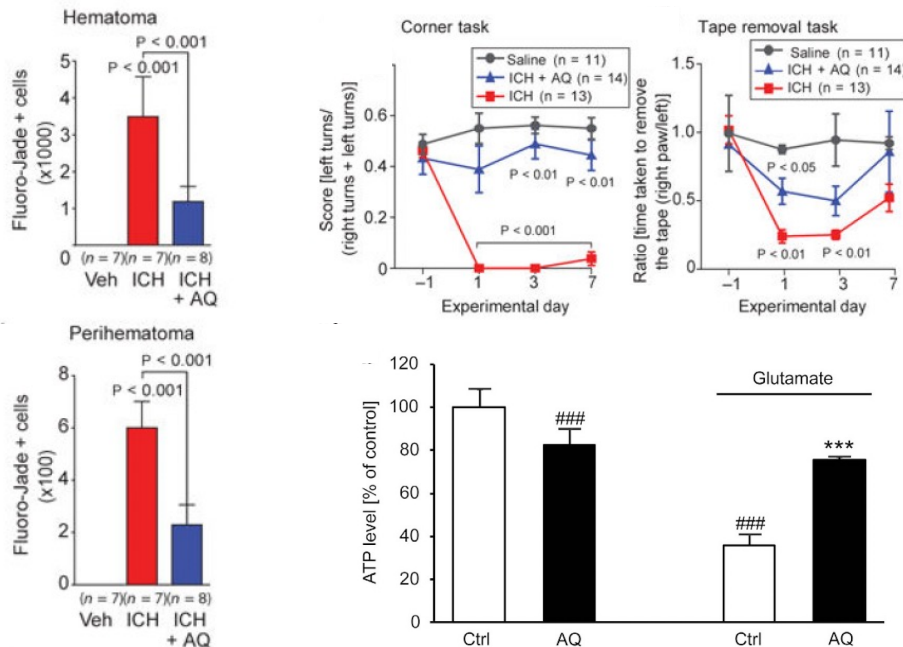 Hematoma
P < 0.001
P < 0.001
Fluoro-Jade + cells
(x1000)
5
3
1
0
(n = 7)(n = 7)(n = 8)
Veh ICH ICH
+ AQ
Corner task
Saline (n = 11)
ICH + AQ (n = 14)
ICH (n = 13)
Score [left turns/
(right turns + left turns)]
0.6
0.4
0.2
0
P < 0.01 P < 0.01
P < 0.001
−1 1 3 7
Experimental day
Tape removal task
Saline (n = 11)
ICH + AQ (n = 14)
ICH (n = 13)
Ratio [time taken to remove
the tape (right paw/left)]
1.5
1.0
0.5
0
P < 0.05
P < 0.01 P < 0.01
−1 1 3 7
Experimental day
Perihematoma
P < 0.001
P < 0.001
Fluoro-Jade + cells
(x100)
8
6
4
2
0
(n = 7)(n = 7)(n = 8)
Veh ICH ICH
+ AQ
ATP level [% of control]
120
100
80
60
40
20
0
Glutamate
###
###
***
Ctrl AQ Ctrl AQ